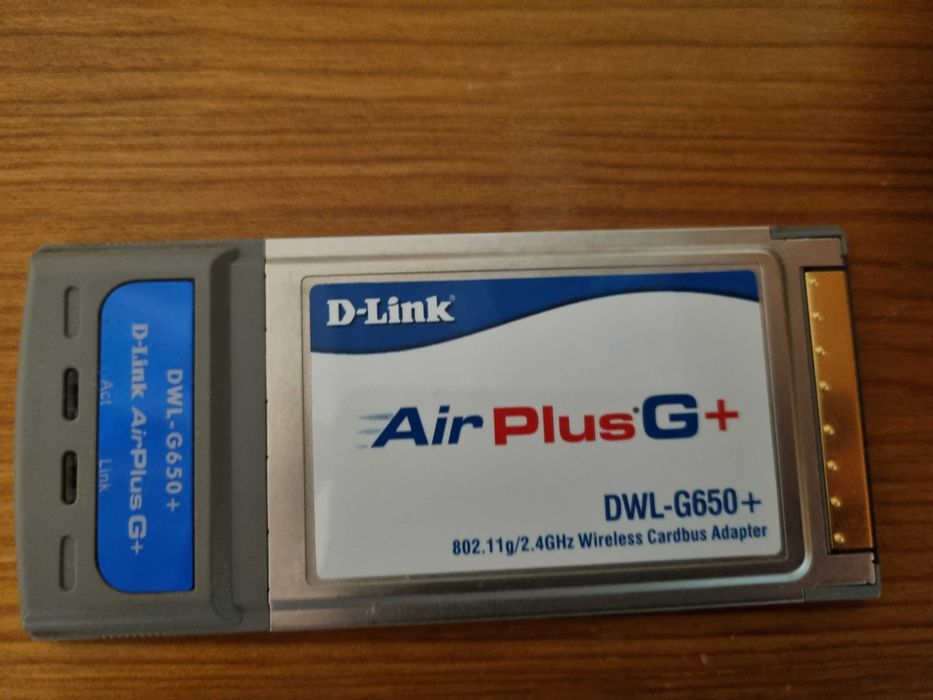 D-Link®
Air Plus® G+
DWL-G650+
802.11g/2.4GHz Wireless Cardbus Adapter
DWL-G650+
D-Link AirPlus G+
Act Link